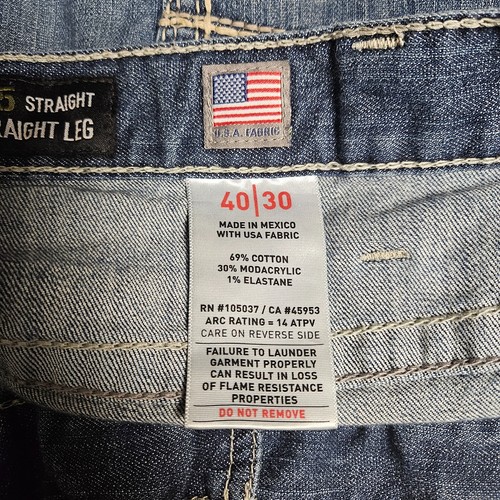 5 STRAIGHT
RAIGHT LEG
U.S.A. FABRIC
40|30
MADE IN MEXICO
WITH USA FABRIC
69% COTTON
30% MODACRYLIC
1% ELASTANE
RN #105037 / CA #45953
ARC RATING = 14 ATPV
CARE ON REVERSE SIDE
FAILURE TO LAUNDER
GARMENT PROPERLY
CAN RESULT IN LOSS
OF FLAME RESISTANCE
PROPERTIES
DO NOT REMOVE